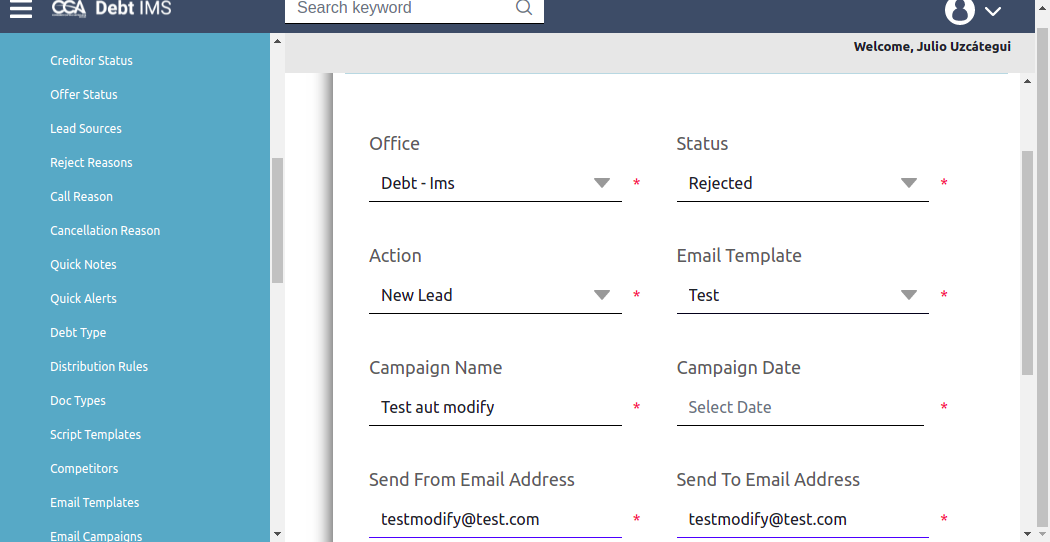 CGA Debt IMS
Search keyword
Welcome, Julio Uzcátegui
Creditor Status
Offer Status
Lead Sources
Reject Reasons
Call Reason
Cancellation Reason
Quick Notes
Quick Alerts
Debt Type
Distribution Rules
Doc Types
Script Templates
Competitors
Email Templates
Email Campaigns
Office Status
Debt - Ims * Rejected *
Action Email Template
New Lead * Test *
Campaign Name Campaign Date
Test aut modify * Select Date *
Send From Email Address Send To Email Address
testmodify@test.com * testmodify@test.com *